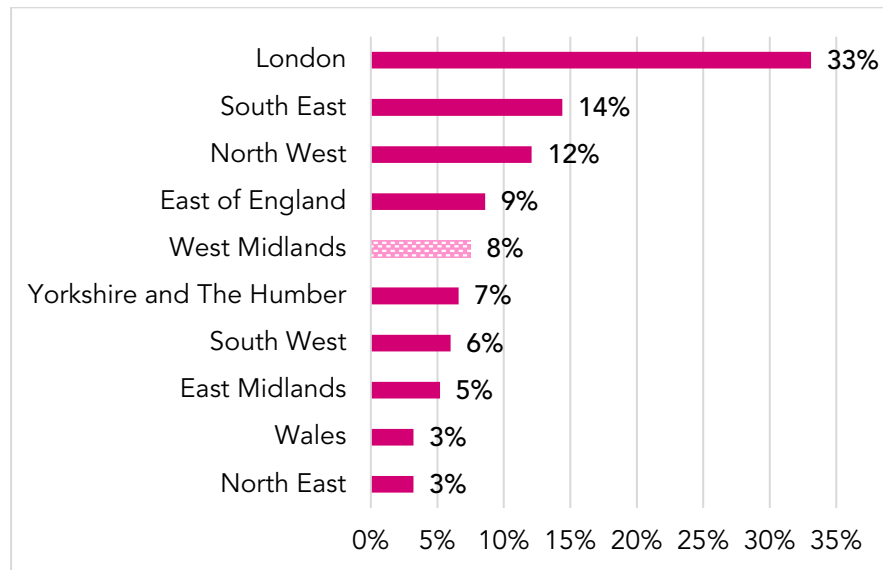 London 33%
South East 14%
North West 12%
East of England 9%
West Midlands 8%
Yorkshire and The Humber 7%
South West 6%
East Midlands 5%
Wales 3%
North East 3%
0% 5% 10% 15% 20% 25% 30% 35%